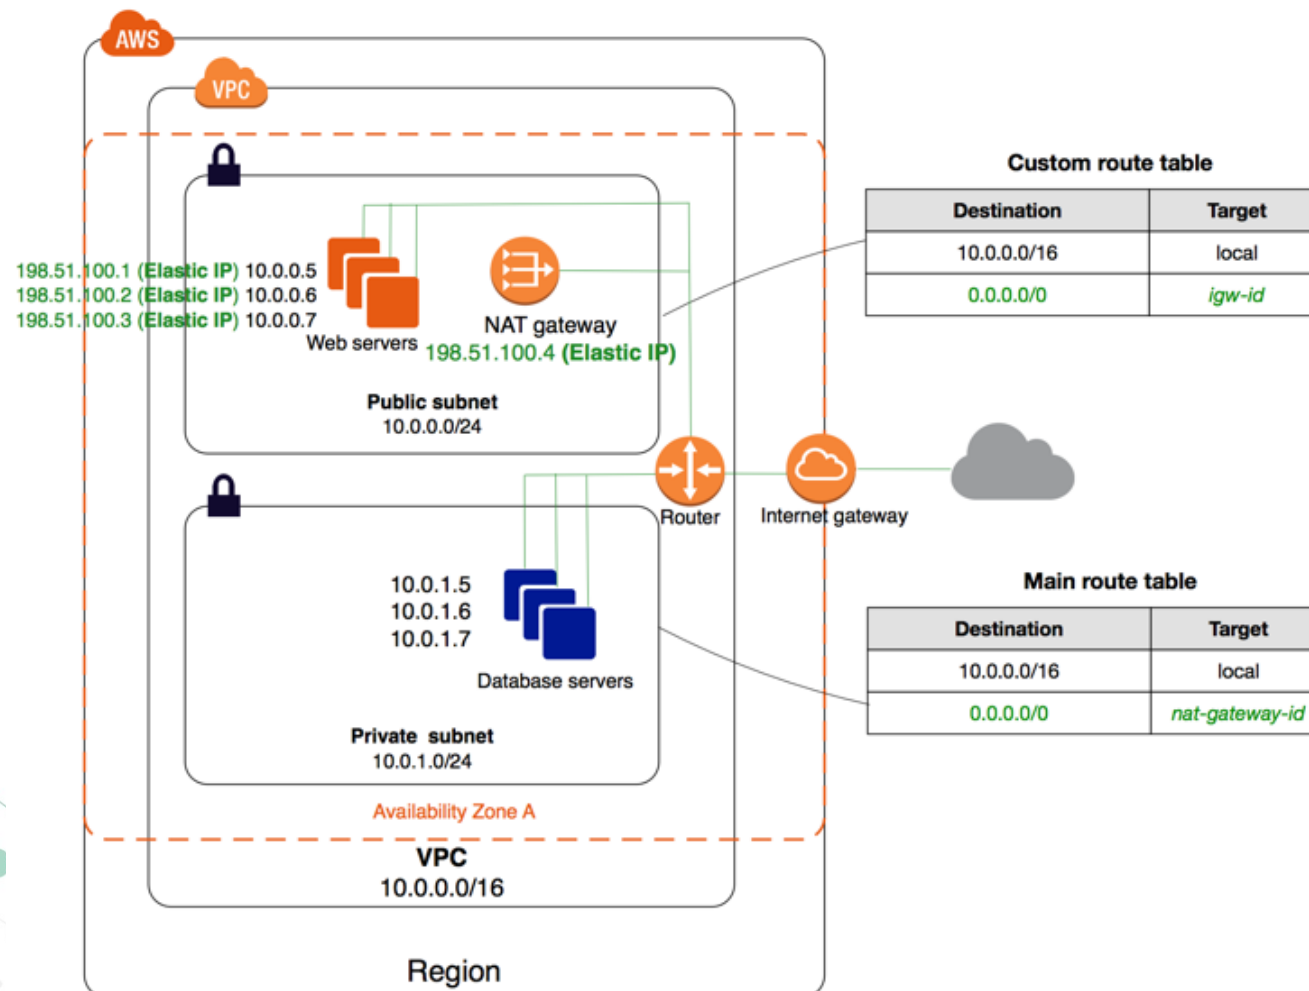 AWS
VPC
198.51.100.1 (Elastic IP) 10.0.0.5
198.51.100.2 (Elastic IP) 10.0.0.6
198.51.100.3 (Elastic IP) 10.0.0.7
Web servers
NAT gateway
198.51.100.4 (Elastic IP)
Public subnet
10.0.0.0/24
Custom route table
Destination Target
10.0.0.0/16 local
0.0.0.0/0 igw-id
Router
Internet gateway
10.0.1.5
10.0.1.6
10.0.1.7
Database servers
Private subnet
10.0.1.0/24
Main route table
Destination Target
10.0.0.0/16 local
0.0.0.0/0 nat-gateway-id
Availability Zone A
VPC
10.0.0.0/16
Region